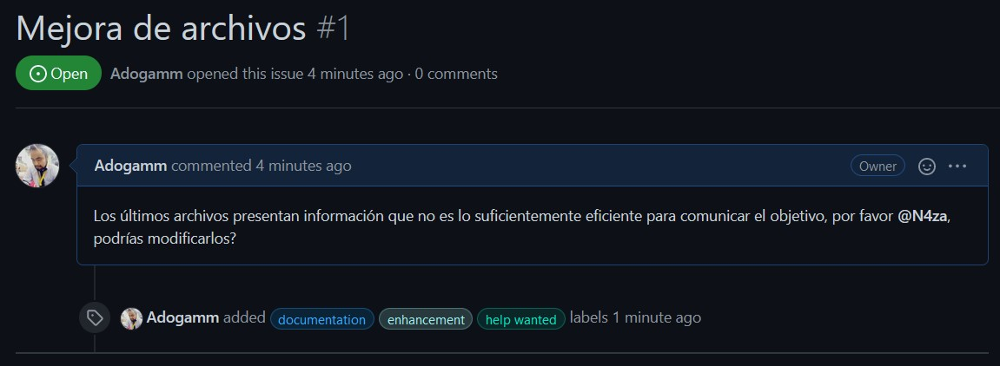 Mejora de archivos #1
Open Adogamm opened this issue 4 minutes ago · 0 comments
Adogamm commented 4 minutes ago Owner
Los últimos archivos presentan información que no es lo suficientemente eficiente para comunicar el objetivo, por favor @N4za,
podrías modificarlos?
Adogamm added documentation enhancement help wanted labels 1 minute ago